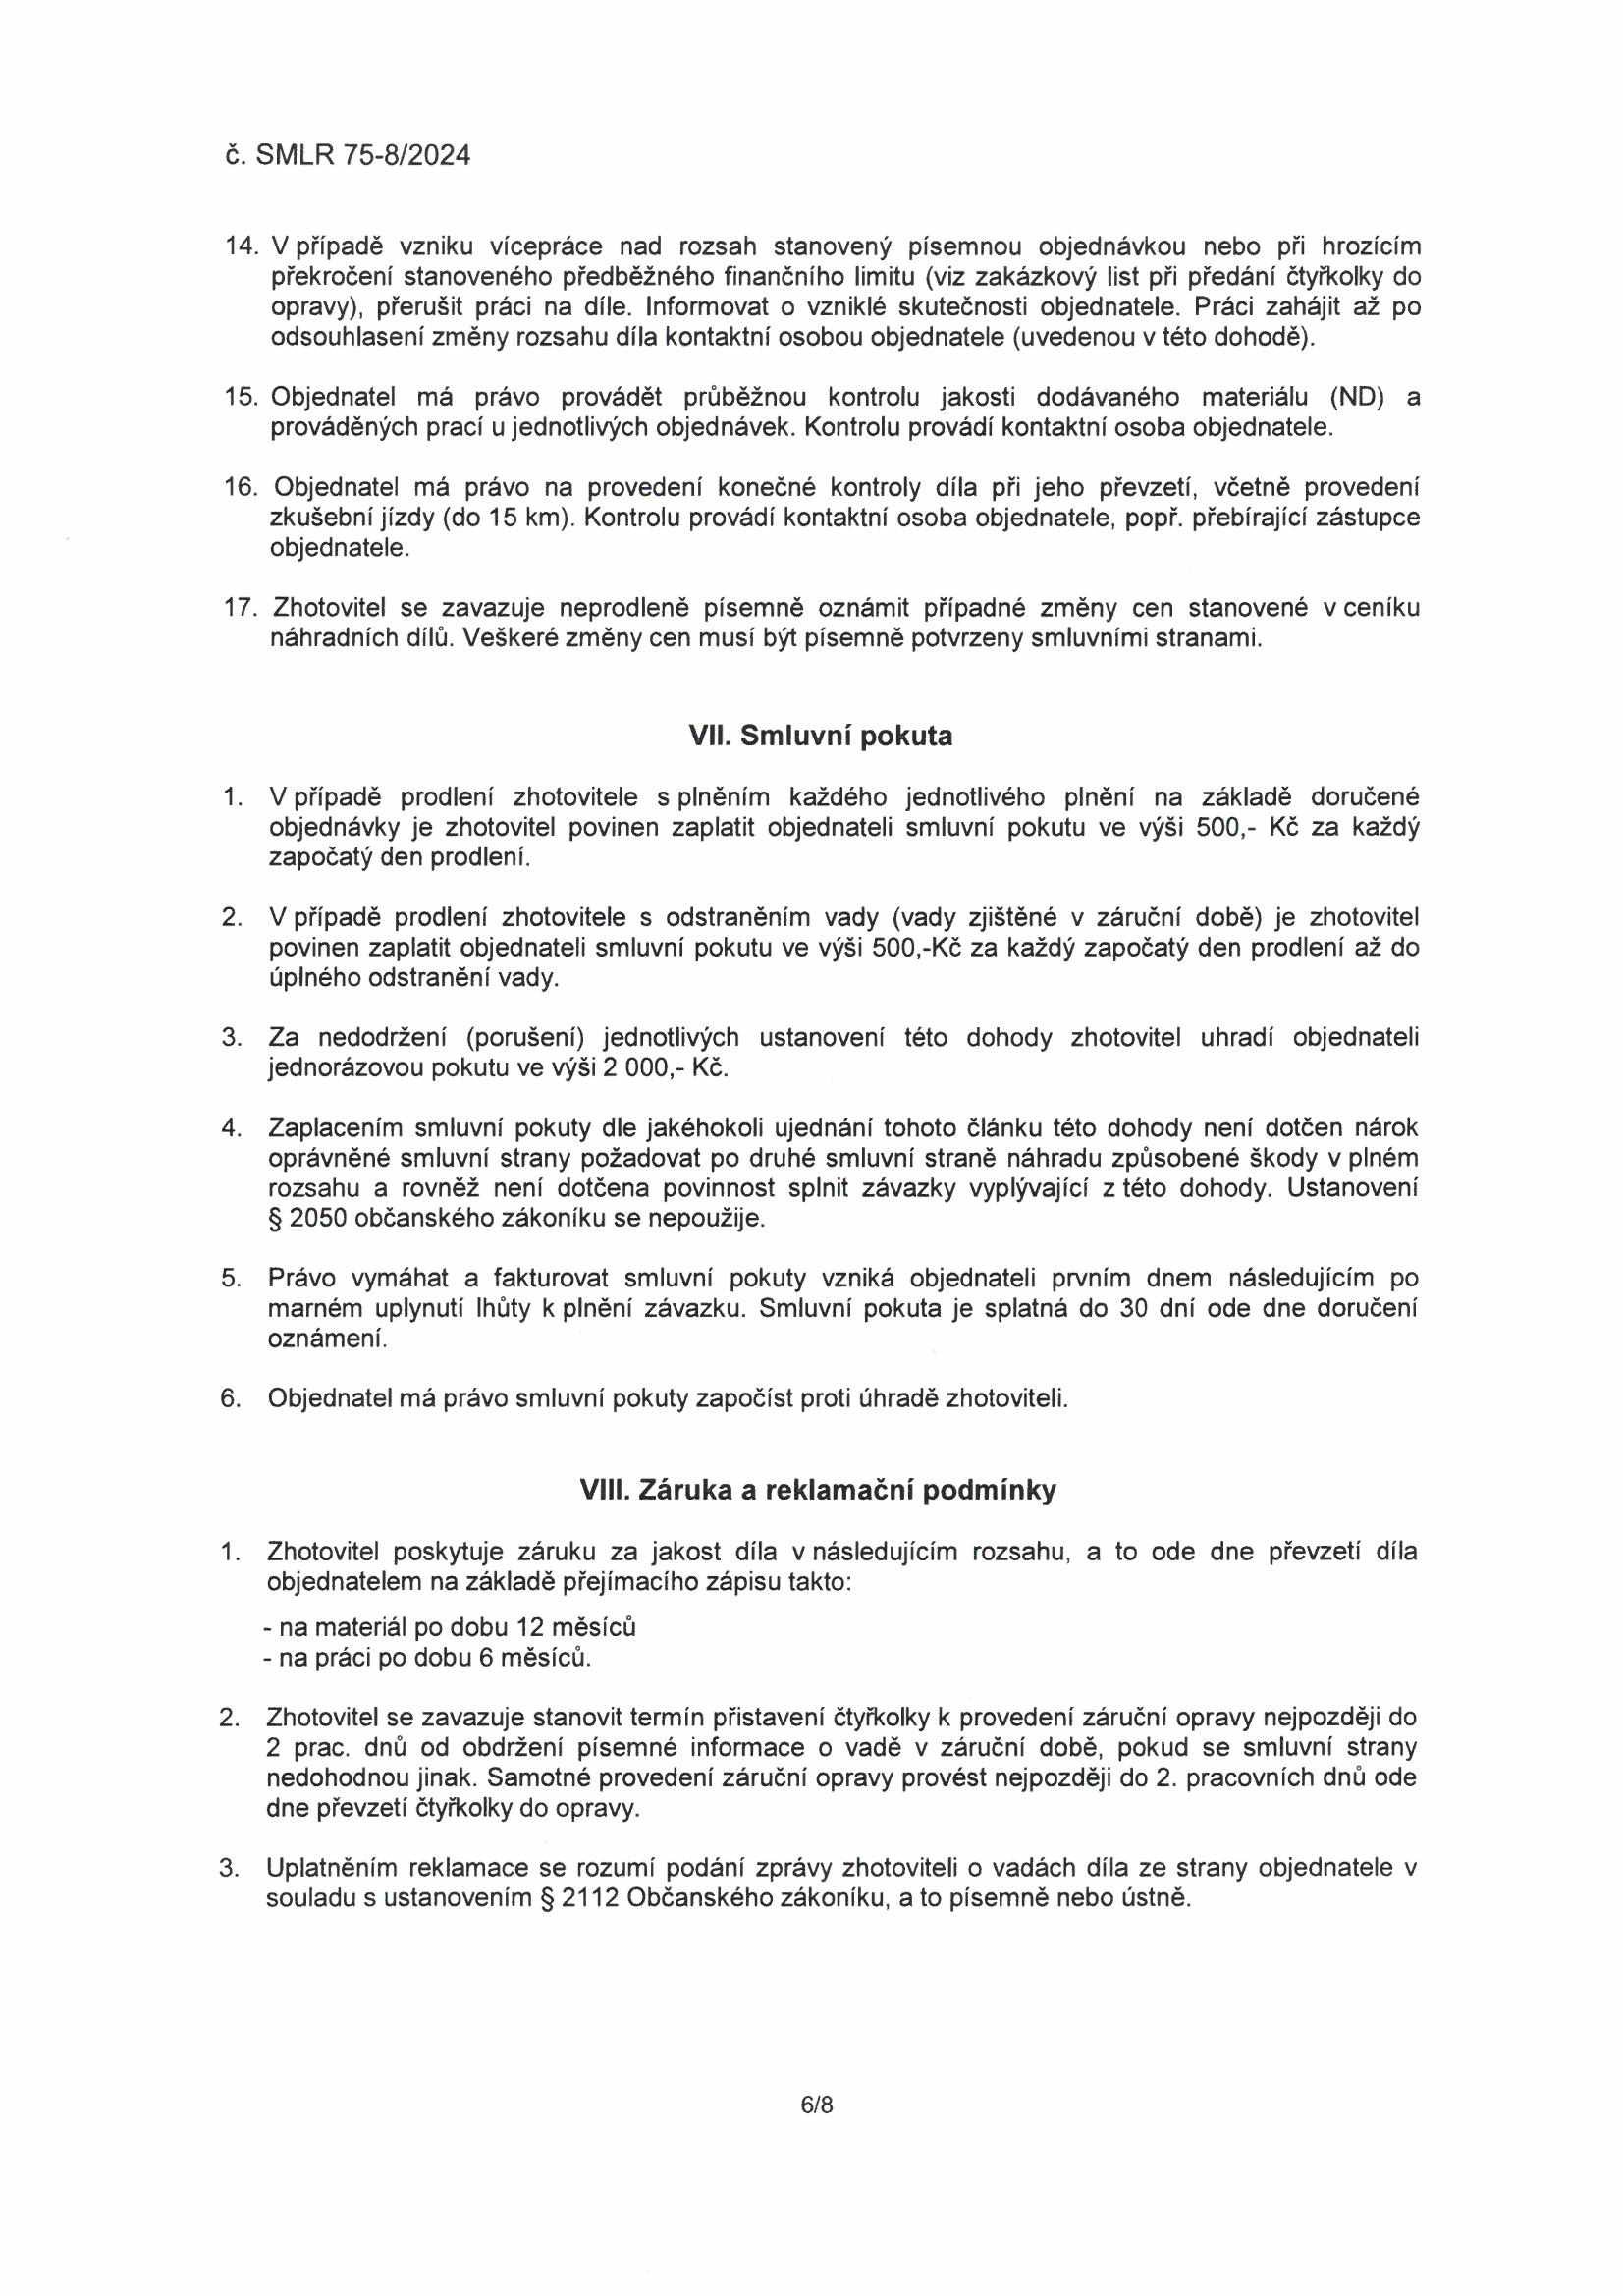 č. SMLR 75-8/2024
14. V případě vzniku vícepráce nad rozsah stanovený písemnou objednávkou nebo při hrozícím
překročení stanoveného předběžného finančního limitu (viz zakázkový list při předání čtyřkolky do
opravy), přerušit práci na díle. Informovat o vzniklé skutečnosti objednatele. Práci zahájit až po
odsouhlasení změny rozsahu díla kontaktní osobou objednatele (uvedenou v této dohodě).
15. Objednatel má právo provádět průběžnou kontrolu jakosti dodávaného materiálu (ND) a
prováděných prací u jednotlivých objednávek. Kontrolu provádí kontaktní osoba objednatele.
16. Objednatel má právo na provedení konečné kontroly díla při jeho převzetí, včetně provedení
zkušební jízdy (do 15 km). Kontrolu provádí kontaktní osoba objednatele, popř. přebírající zástupce
objednatele.
17. Zhotovitel se zavazuje neprodleně písemně oznámit případné změny cen stanovené v ceníku
náhradních dílů. Veškeré změny cen musí být písemně potvrzeny smluvními stranami.
VII. Smluvní pokuta
1. V případě prodlení zhotovitele s plněním každého jednotlivého plnění na základě doručené
objednávky je zhotovitel povinen zaplatit objednateli smluvní pokutu ve výši 500,- Kč za každý
započatý den prodlení.
2. V případě prodlení zhotovitele s odstraněním vady (vady zjištěné v záruční době) je zhotovitel
povinen zaplatit objednateli smluvní pokutu ve výši 500,-Kč za každý započatý den prodlení až do
úplného odstranění vady.
3. Za nedodržení (porušení) jednotlivých ustanovení této dohody zhotovitel uhradí objednateli
jednorázovou pokutu ve výši 2 000,- Kč.
4. Zaplacením smluvní pokuty dle jakéhokoli ujednání tohoto článku této dohody není dotčen nárok
oprávněné smluvní strany požadovat po druhé smluvní straně náhradu způsobené škody v plném
rozsahu a rovněž není dotčena povinnost splnit závazky vyplývající z této dohody. Ustanovení
§ 2050 občanského zákoníku se nepoužije.
5. Právo vymáhat a fakturovat smluvní pokuty vzniká objednateli prvním dnem následujícím po
marném uplynutí lhůty k plnění závazku. Smluvní pokuta je splatná do 30 dní ode dne doručení
oznámení.
6. Objednatel má právo smluvní pokuty započíst proti úhradě zhotoviteli.
VIII. Záruka a reklamační podmínky
1. Zhotovitel poskytuje záruku za jakost díla v následujícím rozsahu, a to ode dne převzetí díla
objednatelem na základě přejímacího zápisu takto:
- na materiál po dobu 12 měsíců
- na práci po dobu 6 měsíců.
2. Zhotovitel se zavazuje stanovit termín přistavení čtyřkolky k provedení záruční opravy nejpozději do
2 prac. dnů od obdržení písemné informace o vadě v záruční době, pokud se smluvní strany
nedohodnou jinak. Samotné provedení záruční opravy provést nejpozději do 2. pracovních dnů ode
dne převzetí čtyřkolky do opravy.
3. Uplatněním reklamace se rozumí podání zprávy zhotoviteli o vadách díla ze strany objednatele v
souladu s ustanovením § 2112 Občanského zákoníku, a to písemně nebo ústně.
6/8